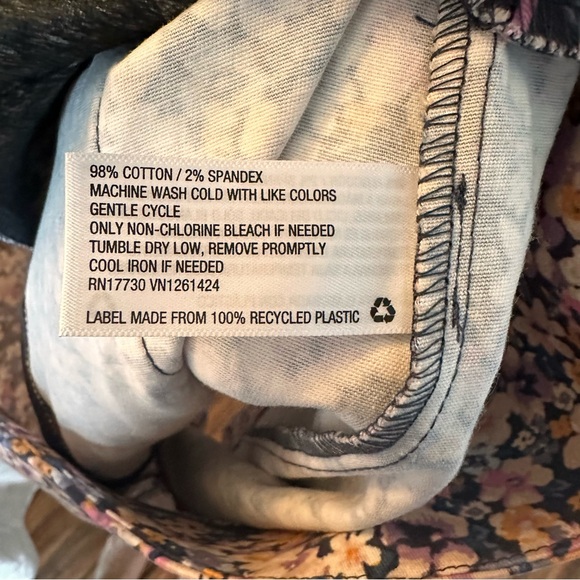 98% COTTON / 2% SPANDEX
MACHINE WASH COLD WITH LIKE COLORS
GENTLE CYCLE
ONLY NON-CHLORINE BLEACH IF NEEDED
TUMBLE DRY LOW, REMOVE PROMPTLY
COOL IRON IF NEEDED
RN17730 VN1261424
LABEL MADE FROM 100% RECYCLED PLASTIC